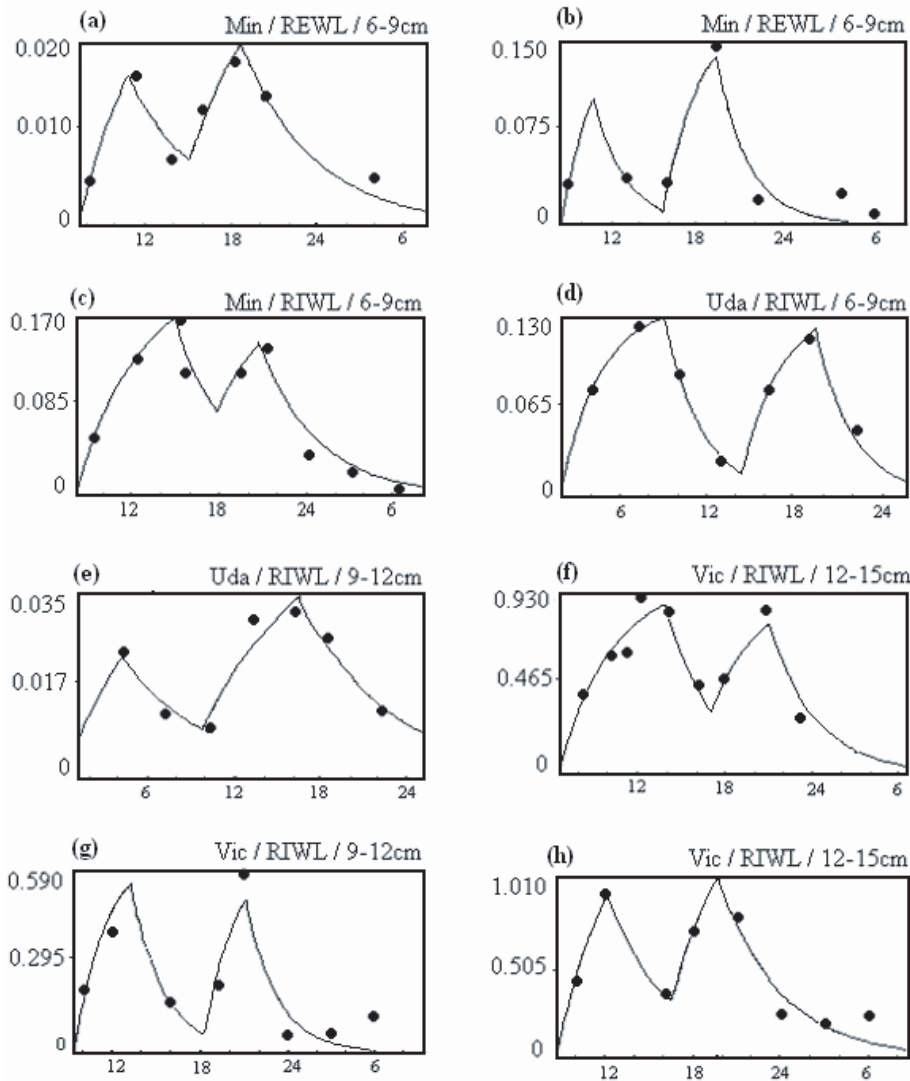 (a) Min / REWL / 6-9cm
0.020
0.010
0
12 18 24 6
(b) Min / REWL / 6-9cm
0.150
0.075
0
12 18 24 6
(c) Min / RIWL / 6-9cm
0.170
0.085
0
12 18 24 6
(d) Uda / RIWL / 6-9cm
0.130
0.065
0
6 12 18 24
(e) Uda / RIWL / 9-12cm
0.035
0.017
0
6 12 18 24
(f) Vic / RIWL / 12-15cm
0.930
0.465
0
12 18 24 6
(g) Vic / RIWL / 9-12cm
0.590
0.295
0
12 18 24 6
(h) Vic / RIWL / 12-15cm
1.010
0.505
0
12 18 24 6